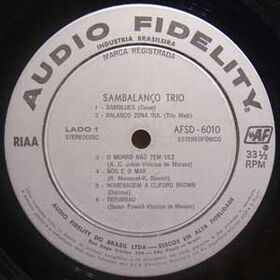 AUDIO FIDELITY
INDUSTRIA BRASILEIRA
MARCA REGISTRADA
SAMBALANÇO TRIO
1 - SAMBLUES (Cesar)
2 - BALANÇO ZONA SUL (Tito Madi)
LADO 1
STEREODISC
AFSD-6010
ESTEREOFÔNICO
RIAA
AF
33⅓
RPM
3 - O MORRO NÃO TEM VEZ
(A. C. Jobim-Vinicius de Moraes)
4 - NÓS E O MAR
(R. Menescal-R. Boscoli)
5 - HOMENAGEM A CLIFORD BROWN
6 - BERIMBAU
(Baden Powell-Vinicius de Moraes)
AUDIO FIDELITY DO BRASIL LTDA — DISCOS EM ALTA FIDELIDADE